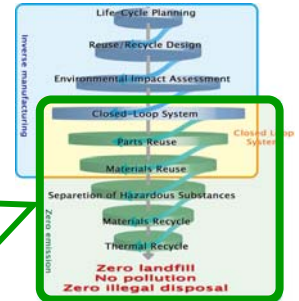 Life-Cycle Planning
Reuse/Recycle Design
Environmental Impact Assessment
Inverse manufacturing
Closed-Loop System
Closed Loop
System
Parts Reuse
Materials Reuse
Separetion of Hazardous Substances
Materials Recycle
Thermal Recycle
Zero emission
Zero landfill
No pollution
Zero illegal disposal